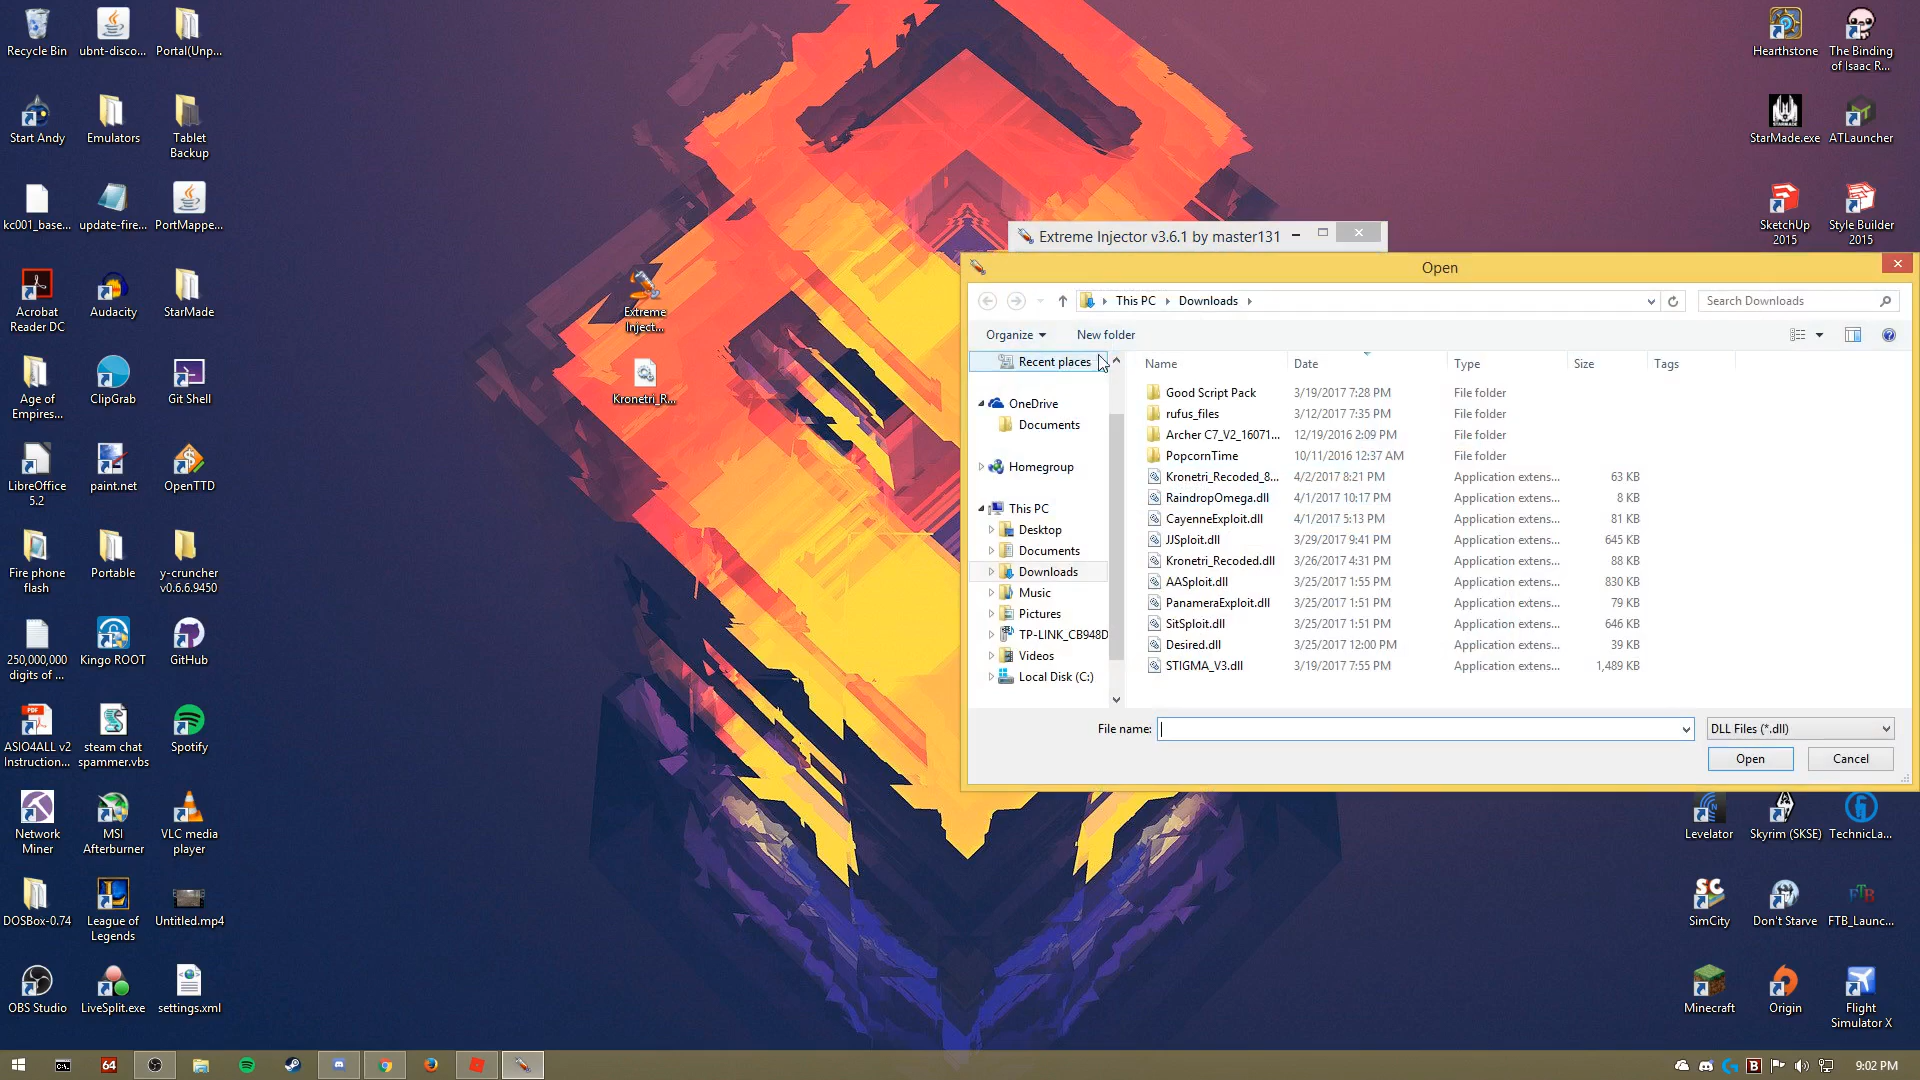 Recycle Bin
ubnt-disco...
Portal(Unp...
Start Andy
Emulators
Tablet
Backup
kc001_base...
update-fire...
PortMappe...
Acrobat
Reader DC
Audacity
StarMade
Age of
Empires...
ClipGrab
Git Shell
LibreOffice
5.2
paint.net
OpenTTD
Fire phone
flash
Portable
y-cruncher
v0.6.6.9450
250,000,000
digits of ...
Kingo ROOT
GitHub
ASIO4ALL v2
Instruction...
steam chat
spammer.vbs
Spotify
Network
Miner
MSI
Afterburner
VLC media
player
DOSBox-0.74
League of
Legends
Untitled.mp4
OBS Studio
LiveSplit.exe
settings.xml
Extreme
Inject...
Kronetri_R...
Hearthstone
The Binding
of Isaac R...
StarMade.exe
ATLauncher
SketchUp
2015
Style Builder
2015
Extreme Injector v3.6.1 by master131
Open
This PC
Downloads
Search Downloads
Organize
New folder
Recent places
OneDrive
Documents
Homegroup
This PC
Desktop
Documents
Downloads
Music
Pictures
TP-LINK_CB948D
Videos
Local Disk (C:)
Name Date Type Size Tags
Good Script Pack 3/19/2017 7:28 PM File folder
rufus_files 3/12/2017 7:35 PM File folder
Archer C7_V2_16071... 12/19/2016 2:09 PM File folder
PopcornTime 10/11/2016 12:37 AM File folder
Kronetri_Recoded_8... 4/2/2017 8:21 PM Application extens... 63 KB
RaindropOmega.dll 4/1/2017 10:17 PM Application extens... 8 KB
CayenneExploit.dll 4/1/2017 5:13 PM Application extens... 81 KB
JJSploit.dll 3/29/2017 9:41 PM Application extens... 645 KB
Kronetri_Recoded.dll 3/26/2017 4:31 PM Application extens... 88 KB
AASploit.dll 3/25/2017 1:55 PM Application extens... 830 KB
PanameraExploit.dll 3/25/2017 1:51 PM Application extens... 79 KB
SitSploit.dll 3/25/2017 1:51 PM Application extens... 646 KB
Desired.dll 3/25/2017 12:00 PM Application extens... 39 KB
STIGMA_V3.dll 3/19/2017 7:55 PM Application extens... 1,489 KB
File name:
DLL Files (*.dll)
Open
Cancel
Levelator
Skyrim (SKSE)
TechnicLa...
SimCity
Don't Starve
FTB_Launc...
Minecraft
Origin
Flight
Simulator X
64
9:02 PM